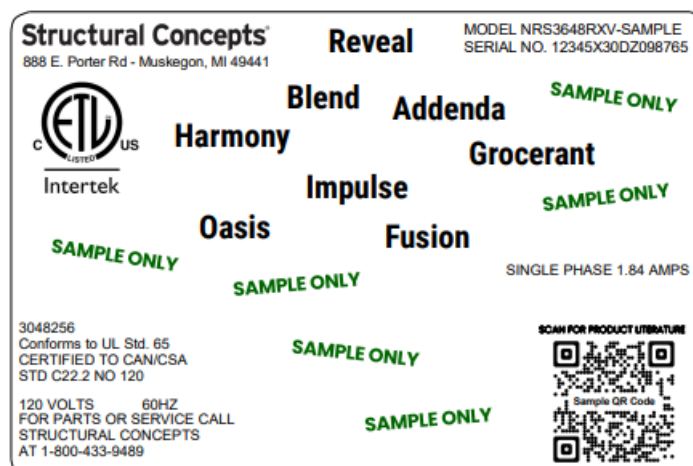 Structural Concepts
888 E. Porter Rd - Muskegon, MI 49441
Reveal
MODEL NRS3648RXV-SAMPLE
SERIAL NO. 12345X30DZ098765
Blend
Addenda
SAMPLE ONLY
C ETL US
LISTED
Intertek
Harmony
Grocerant
Impulse
SAMPLE ONLY
Oasis
Fusion
SAMPLE ONLY
SAMPLE ONLY
SINGLE PHASE 1.84 AMPS
3048256
Conforms to UL Std. 65
CERTIFIED TO CAN/CSA
STD C22.2 NO 120
SAMPLE ONLY
SCAN FOR PRODUCT LITERATURE
Sample QR Code
120 VOLTS 60HZ
FOR PARTS OR SERVICE CALL
STRUCTURAL CONCEPTS
AT 1-800-433-9489
SAMPLE ONLY